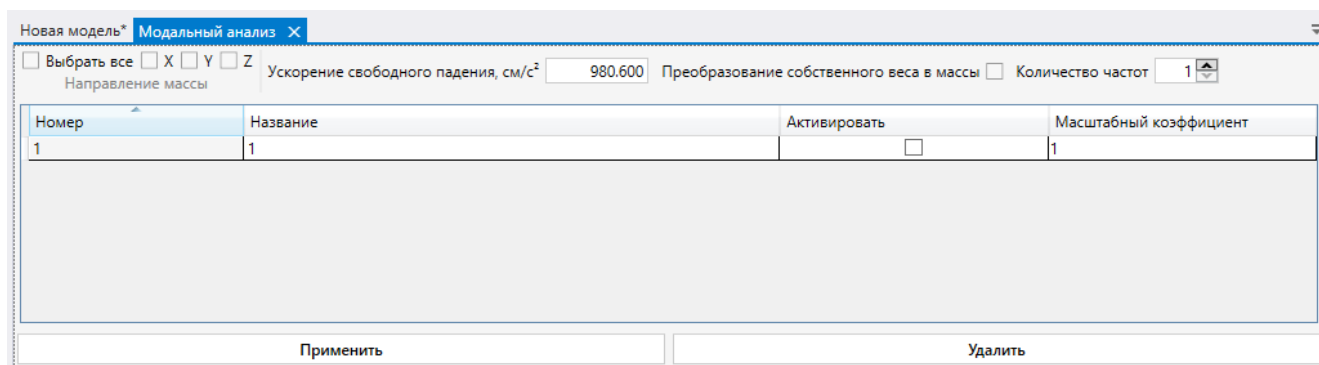 Новая модель* Модальный анализ X
Выбрать все X Y Z Ускорение свободного падения, см/с² 980.600 Преобразование собственного веса в массы Количество частот 1
Направление массы
Номер Название Активировать Масштабный коэффициент
1 1 1
Применить Удалить